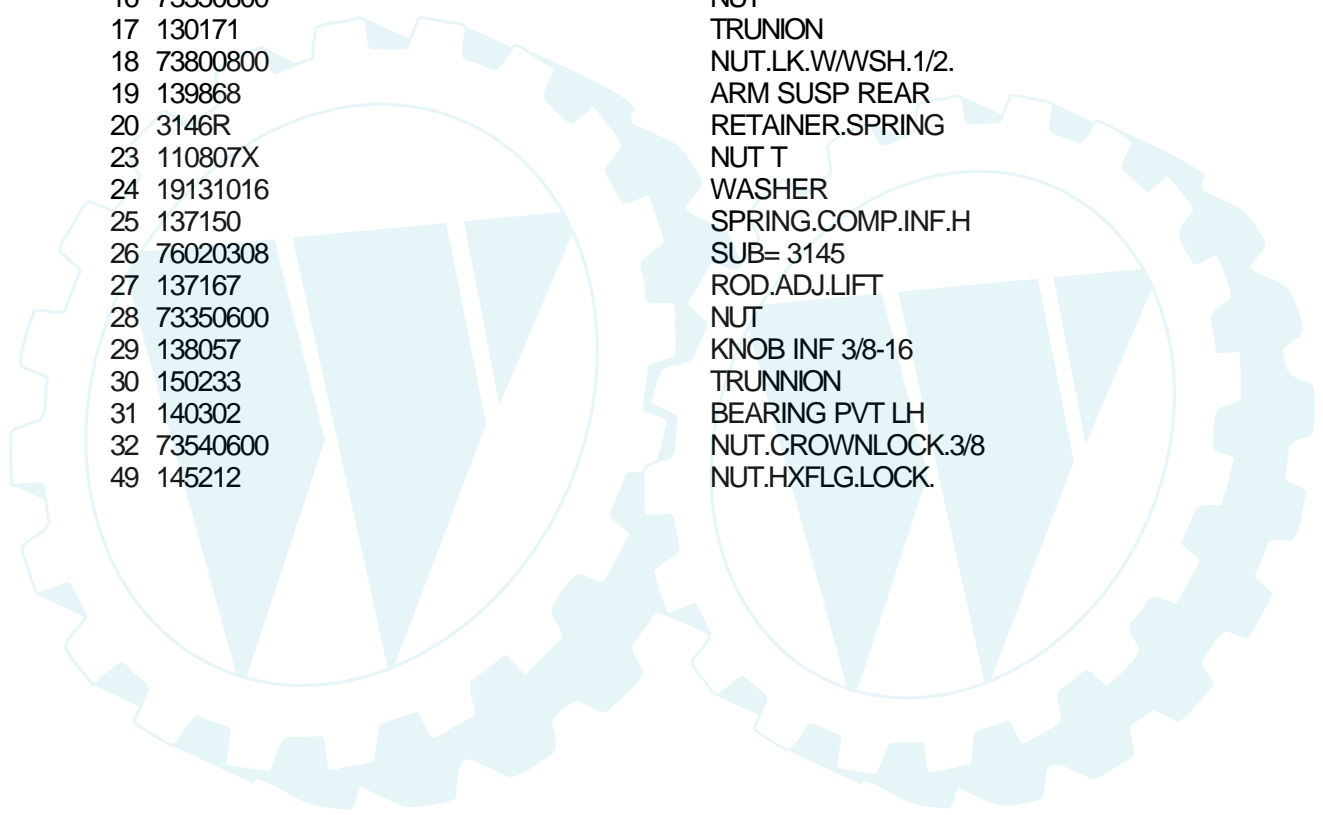 16 73350800 NUT
17 130171 TRUNION
18 73800800 NUT.LK.W/WSH.1/2.
19 139868 ARM SUSP REAR
20 3146R RETAINER.SPRING
23 110807X NUT T
24 19131016 WASHER
25 137150 SPRING.COMP.INF.H
26 76020308 SUB= 3145
27 137167 ROD.ADJ.LIFT
28 73350600 NUT
29 138057 KNOB INF 3/8-16
30 150233 TRUNNION
31 140302 BEARING PVT LH
32 73540600 NUT.CROWNLOCK.3/8
49 145212 NUT.HXFLG.LOCK.